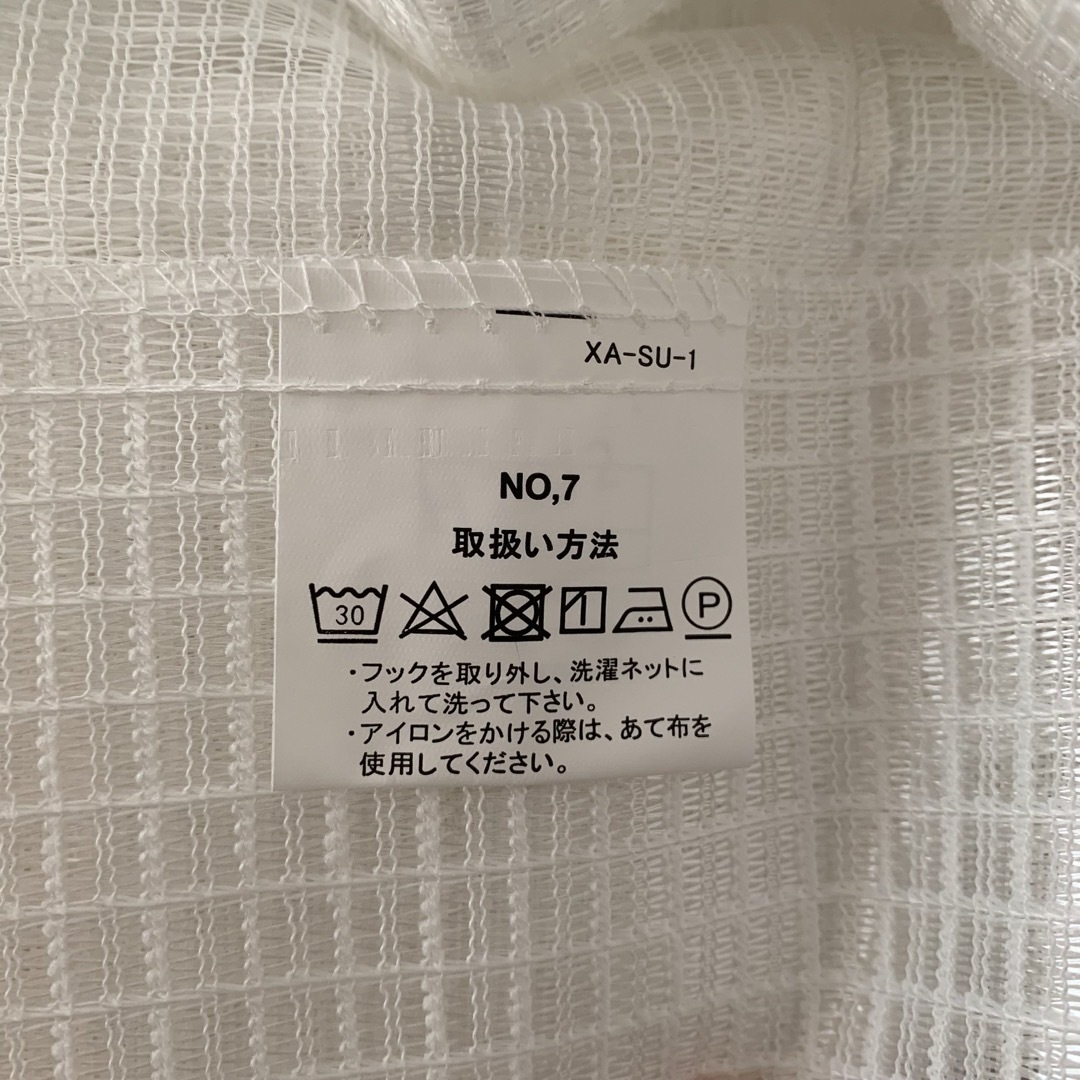 XA-SU-1
NO,7
取扱い方法
30 P
・フックを取り外し、洗濯ネットに
入れて洗って下さい。
・アイロンをかける際は、あて布を
使用してください。